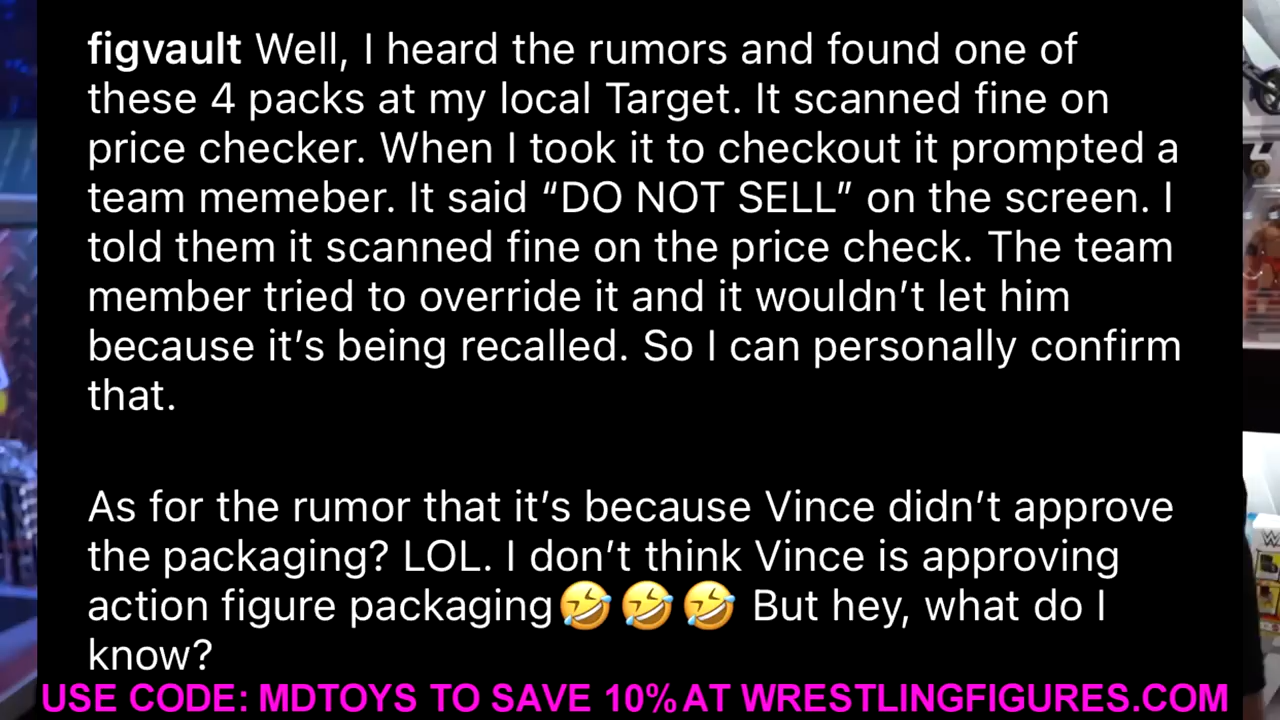 figvault Well, I heard the rumors and found one of
these 4 packs at my local Target. It scanned fine on
price checker. When I took it to checkout it prompted a
team memeber. It said “DO NOT SELL” on the screen. I
told them it scanned fine on the price check. The team
member tried to override it and it wouldn’t let him
because it’s being recalled. So I can personally confirm
that.
As for the rumor that it’s because Vince didn’t approve
the packaging? LOL. I don’t think Vince is approving
action figure packaging🤣🤣🤣 But hey, what do I
know?
USE CODE: MDTOYS TO SAVE 10% AT WRESTLINGFIGURES.COM